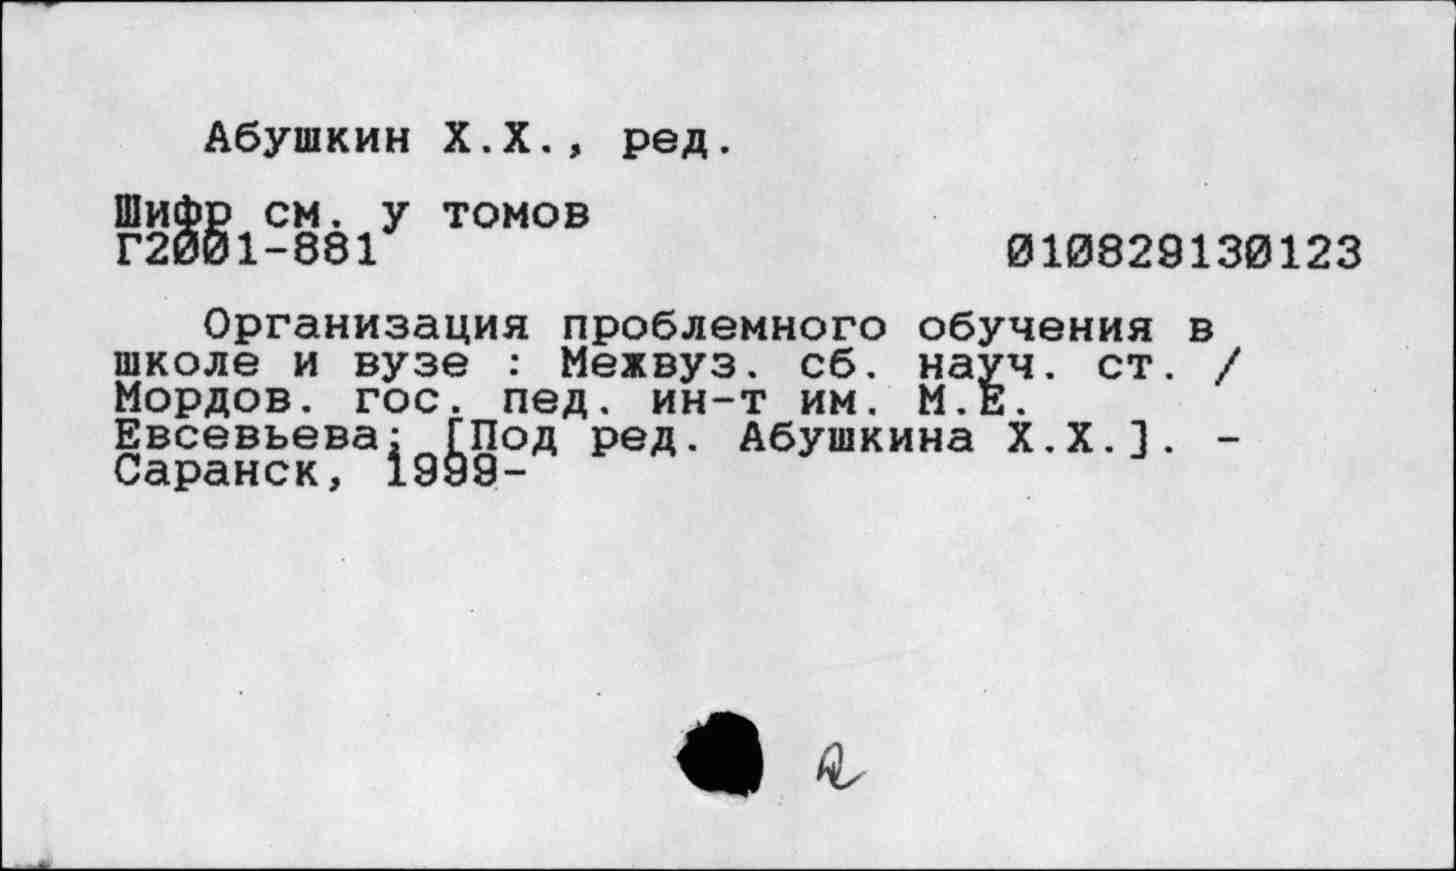 Абушкин Х.Х., ред.
Шифр см. у томов
Г2001-881 010829130123
Организация проблемного обучения в
школе и вузе : Межвуз. сб. науч. ст. /
Мордов. гос. пед. ин-т им. М.Е.
Евсевьева; [Под ред. Абушкина Х.Х.]. -
Саранск, 1999-